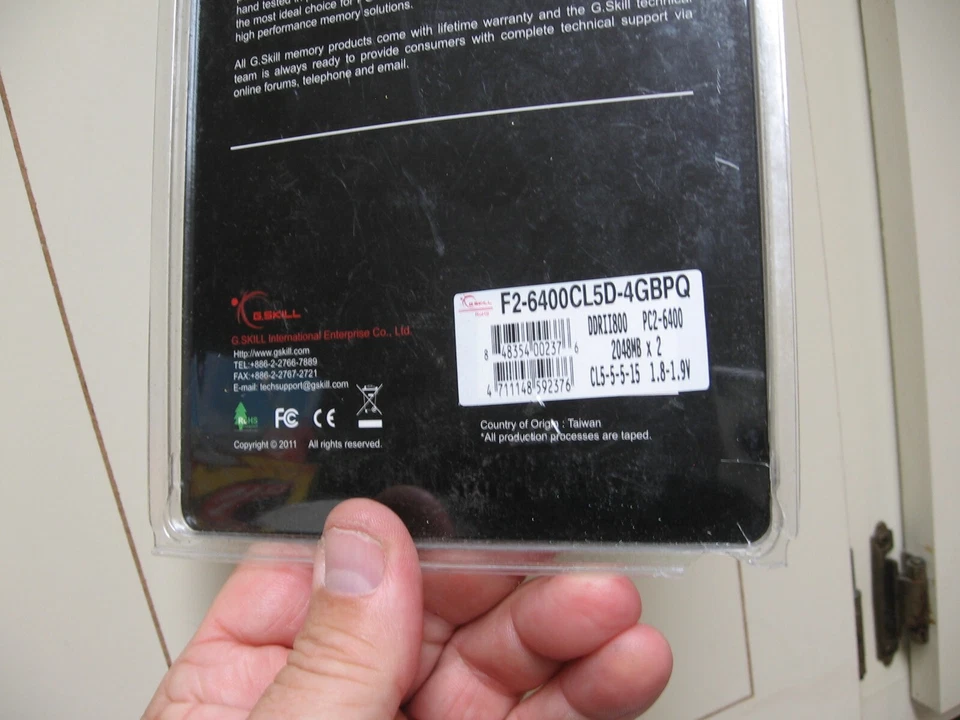 hand tested
the most ideal choice for
high performance memory solutions.
All G.Skill memory products come with lifetime warranty and the G.Skill technical
team is always ready to provide consumers with complete technical support via
online forums, telephone and email.
G.SKILL
G.SKILL International Enterprise Co., Ltd.
Http://www.gskill.com
TEL:+886-2-2766-7889
FAX:+886-2-2767-2721
E-mail: techsupport@gskill.com
RoHS FC CE
Copyright © 2011 All rights reserved.
G.SKILL
F2-6400CL5D-4GBPQ
DDRII800 PC2-6400
2048MB x 2
CL5-5-5-15 1.8-1.9V
8 48354 00237 6
4 711148 592376
Country of Origin : Taiwan
*All production processes are taped.